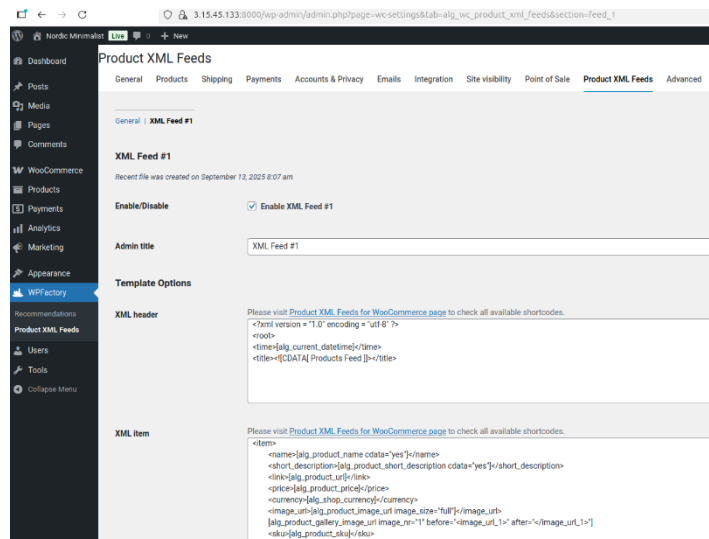 3.15.45.133:8000/wp-admin/admin.php?page=wc-settings&tab=alg_wc_product_xml_feeds&section=feed_1
Nordic Minimalist Live 0 + New
Dashboard
Posts
Media
Pages
Comments
WooCommerce
Products
Payments
Analytics
Marketing
Appearance
WPFactory
Recommendations
Product XML Feeds
Users
Tools
Collapse Menu
Product XML Feeds
General Products Shipping Payments Accounts & Privacy Emails Integration Site visibility Point of Sale Product XML Feeds Advanced
General | XML Feed #1
XML Feed #1
Recent file was created on September 13, 2025 8:07 am
Enable/Disable Enable XML Feed #1
Admin title XML Feed #1
Template Options
XML header Please visit Product XML Feeds for WooCommerce page to check all available shortcodes.
<?xml version = "1.0" encoding = "utf-8" ?>
<root>
<time>[alg_current_datetime]</time>
<title><![CDATA[ Products Feed ]]></title>
XML item Please visit Product XML Feeds for WooCommerce page to check all available shortcodes.
<item>
<name>[alg_product_name cdata="yes"]</name>
<short_description>[alg_product_short_description cdata="yes"]</short_description>
<link>[alg_product_url]</link>
<price>[alg_product_price]</price>
<currency>[alg_shop_currency]</currency>
<image_url>[alg_product_image_url image_size="full"]</image_url>
[alg_product_gallery_image_url image_nr="1" before="<image_url_1>" after="</image_url_1>"]
<sku>[alg_product_sku]</sku>